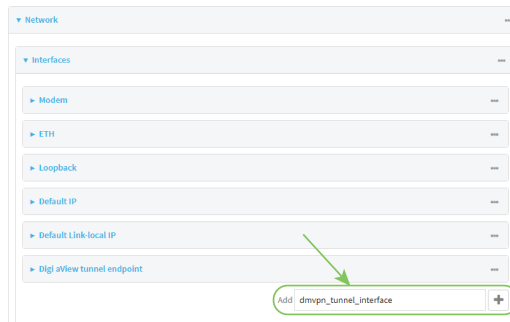 Network
Interfaces
Modem
ETH
Loopback
Default IP
Default Link-local IP
Digi aView tunnel endpoint
Add dmvpn_tunnel_interface